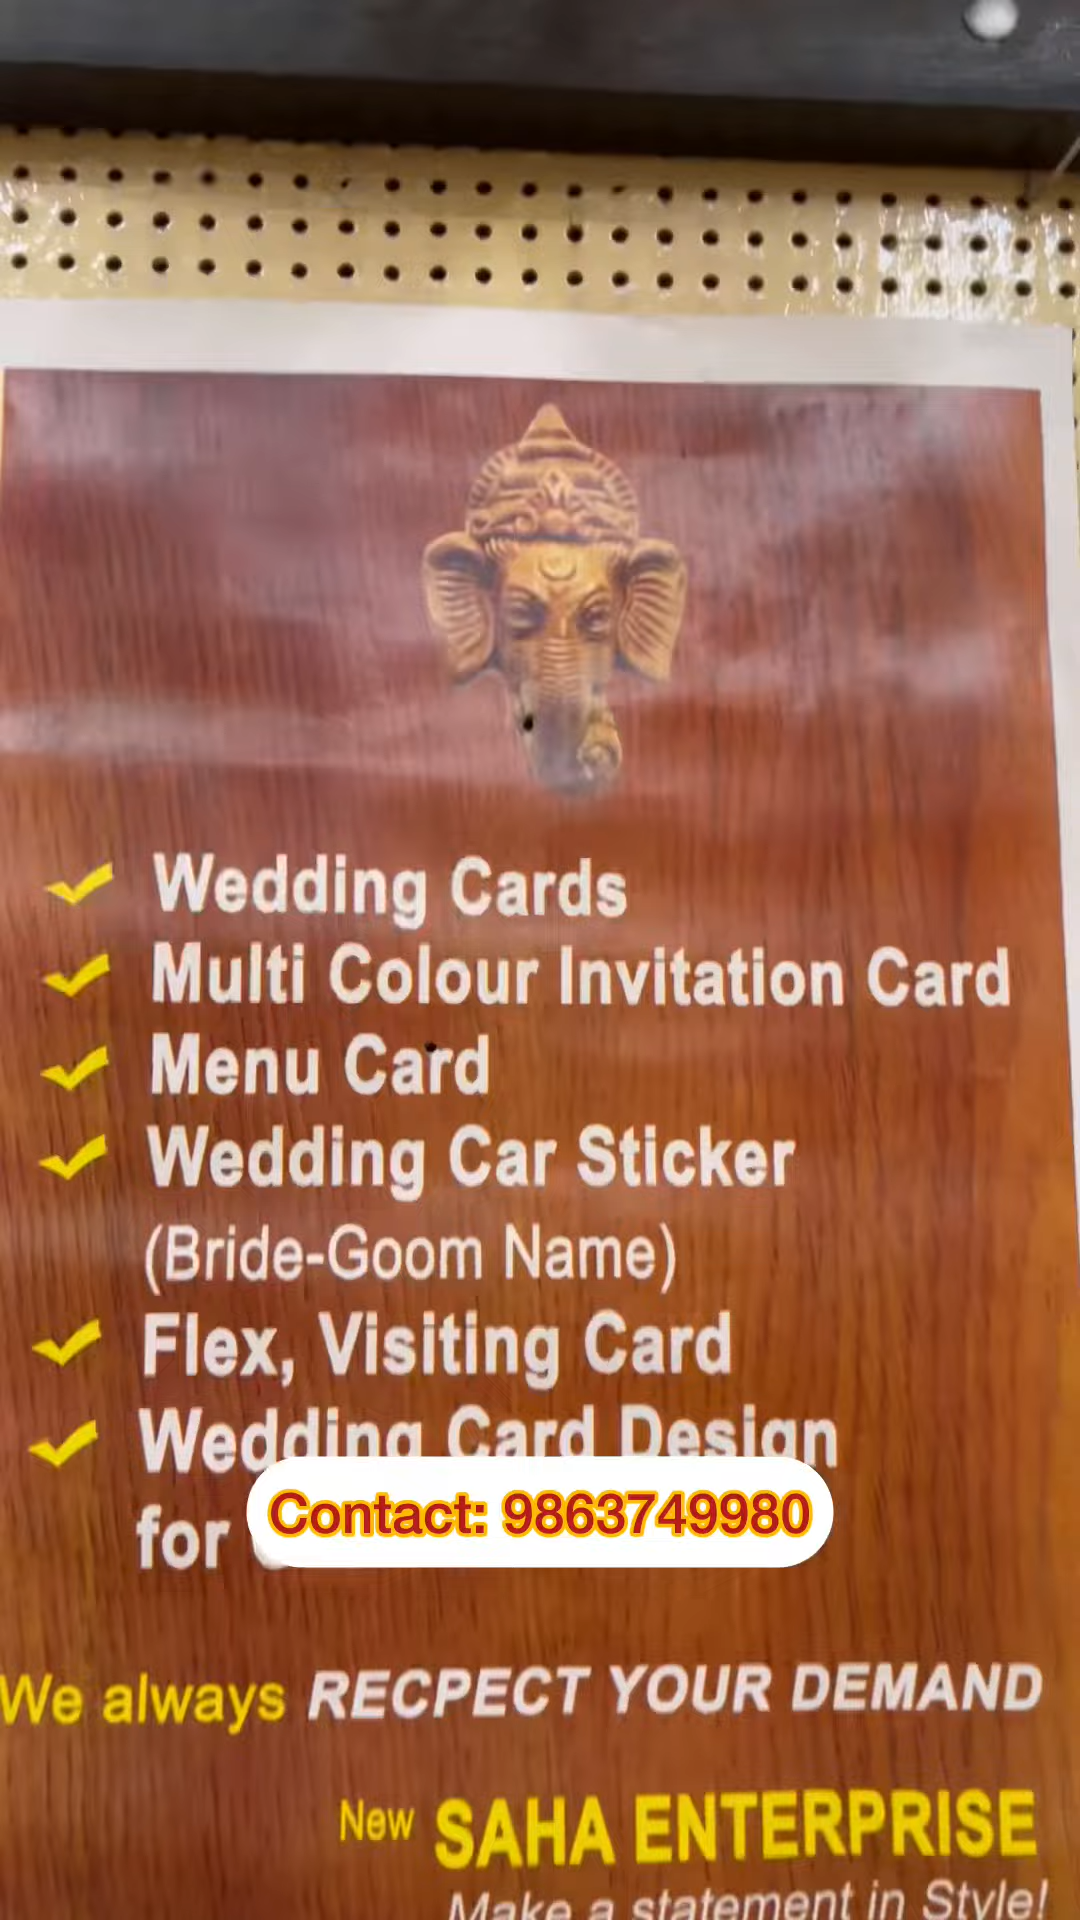 Wedding Cards
Multi Colour Invitation Card
Menu Card
Wedding Car Sticker
(Bride-Goom Name)
Flex, Visiting Card
Wedding Card Design
for
Contact: 9863749980
We always RECPECT YOUR DEMAND
New SAHA ENTERPRISE
Make a statement in Style!